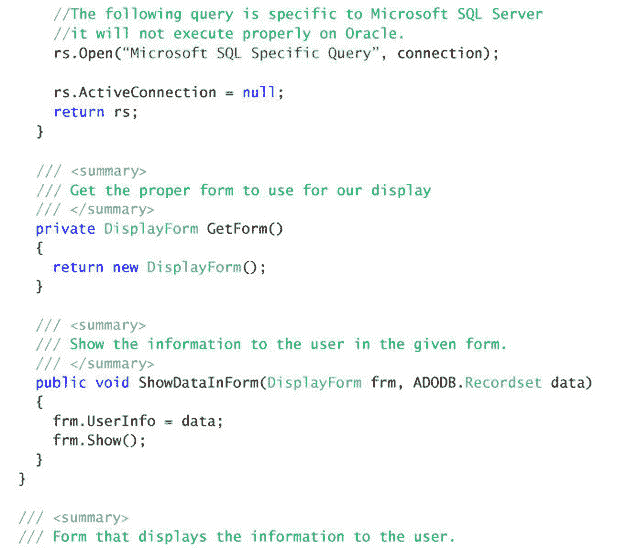 //The following query is specific to Microsoft SQL Server
//it will not execute properly on Oracle.
rs.Open(“Microsoft SQL Specific Query”, connection);
rs.ActiveConnection = null;
return rs;
}
/// <summary>
/// Get the proper form to use for our display
/// </summary>
private DisplayForm GetForm()
{
return new DisplayForm();
}
/// <summary>
/// Show the information to the user in the given form.
/// </summary>
public void ShowDataInForm(DisplayForm frm, ADODB.Recordset data)
{
frm.UserInfo = data;
frm.Show();
}
}
/// <summary>
/// Form that displays the information to the user.